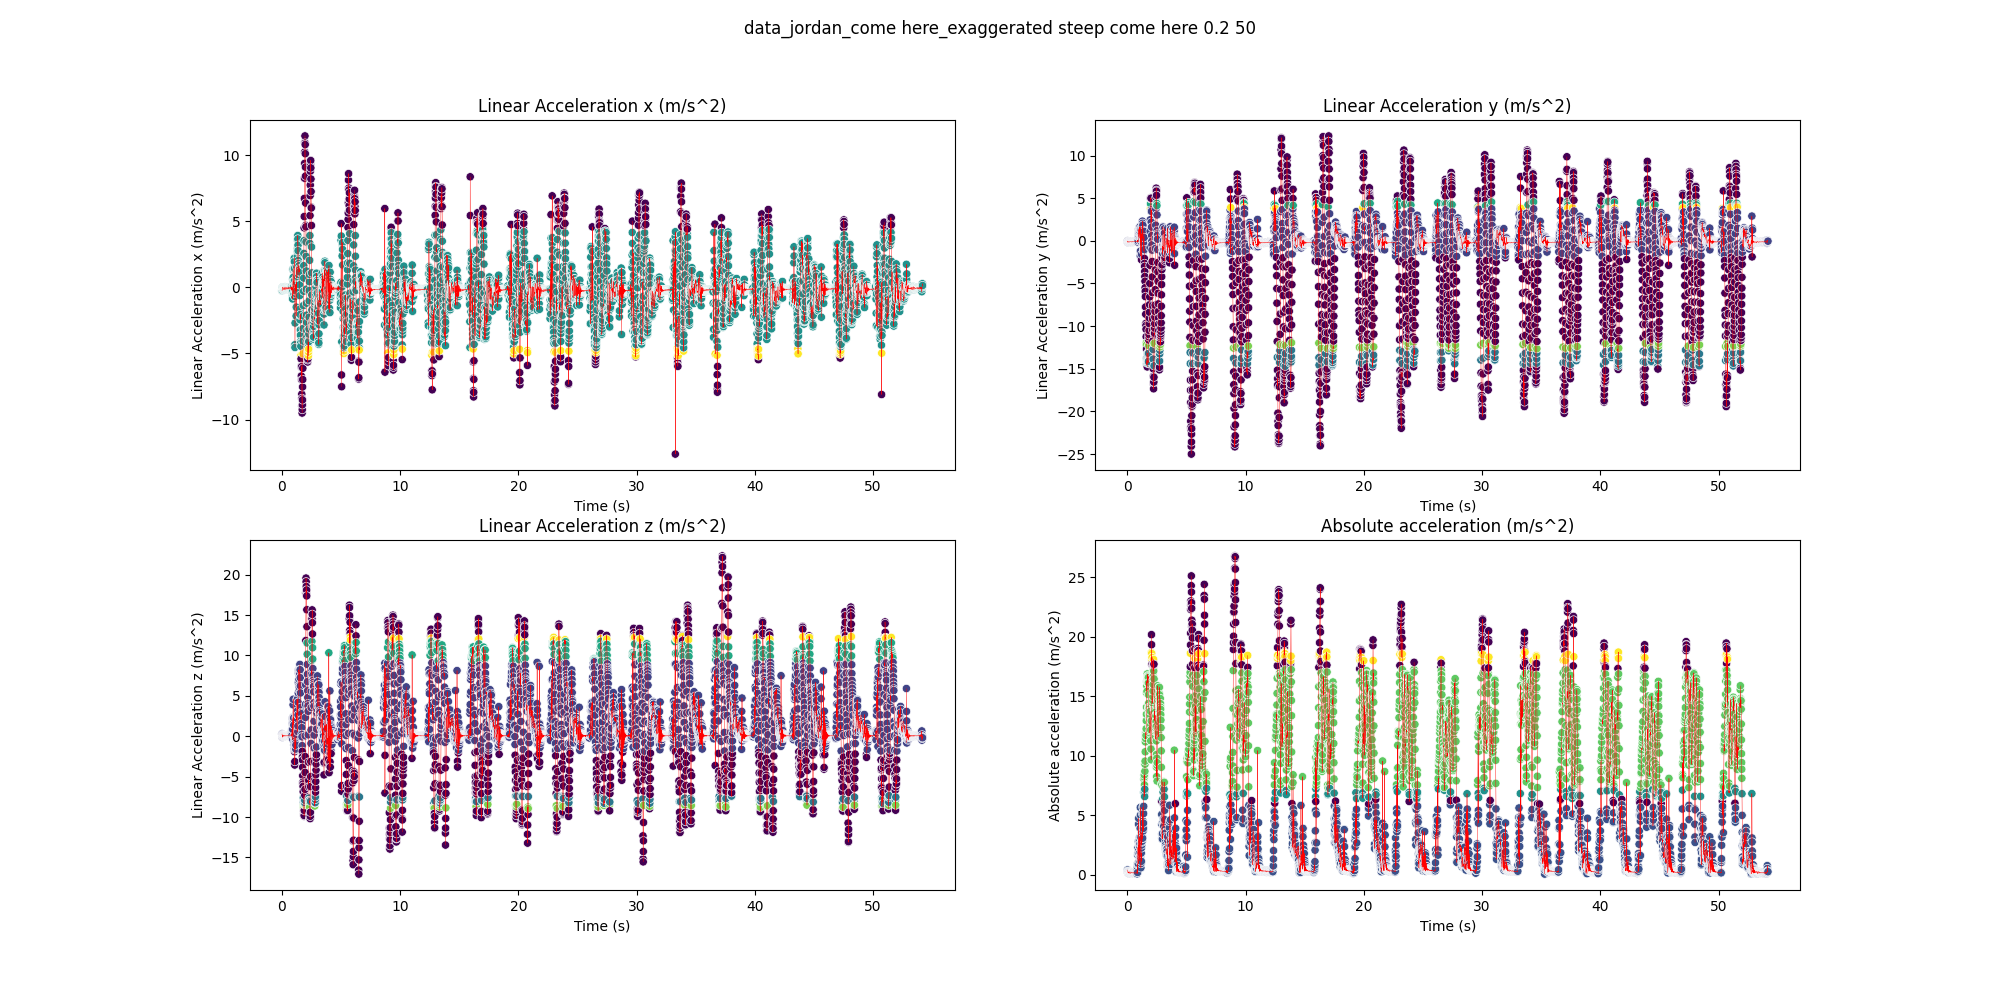 data_jordan_come here_exaggerated steep come here 0.2 50
Linear Acceleration x (m/s^2)
Linear Acceleration x (m/s^2)
10
5
0
−5
−10
0 10 20 30 40 50
Time (s)
Linear Acceleration y (m/s^2)
Linear Acceleration y (m/s^2)
10
5
0
−5
−10
−15
−20
−25
0 10 20 30 40 50
Time (s)
Linear Acceleration z (m/s^2)
Linear Acceleration z (m/s^2)
20
15
10
5
0
−5
−10
−15
0 10 20 30 40 50
Time (s)
Absolute acceleration (m/s^2)
Absolute acceleration (m/s^2)
25
20
15
10
5
0
0 10 20 30 40 50
Time (s)